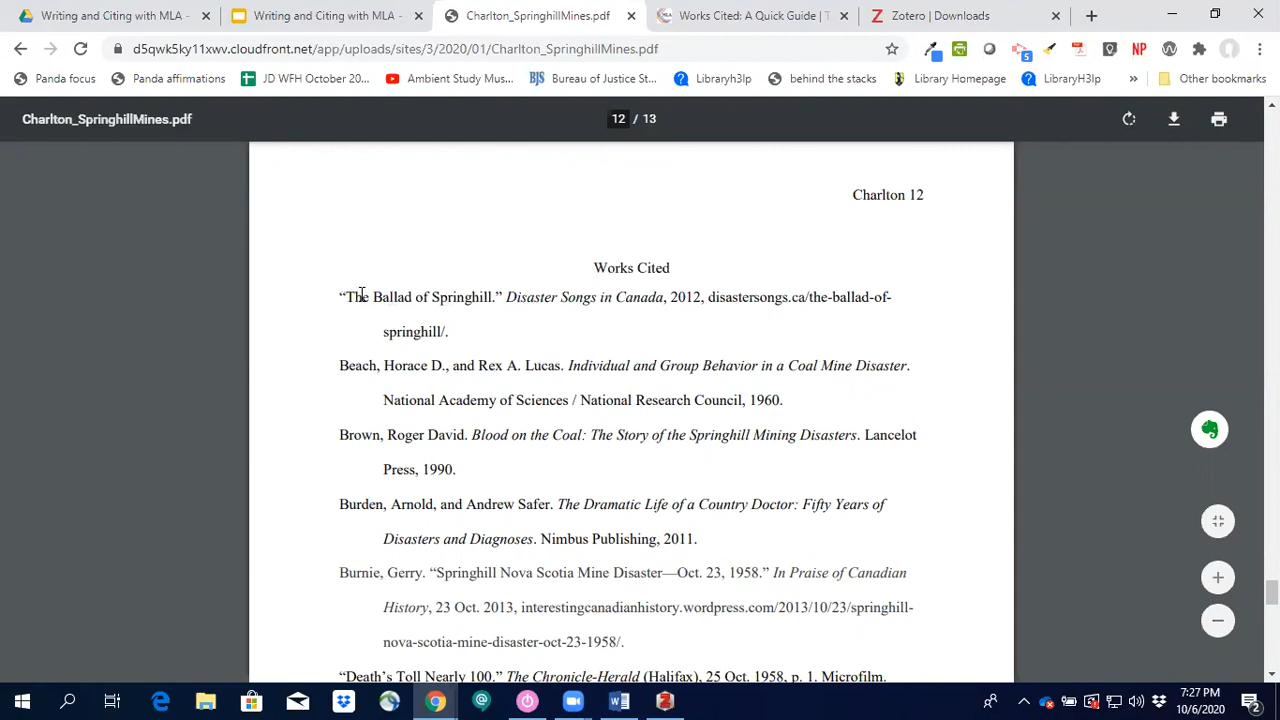 Writing and Citing with MLA -
Writing and Citing with MLA
Charlton_SpringhillMines.pdf
Works Cited: A Quick Guide | T
Zotero | Downloads
d5qwk5ky11xwv.cloudfront.net/app/uploads/sites/3/2020/01/Charlton_SpringhillMines.pdf
5
NP
Panda focus
Panda affirmations
JD WFH October 20...
Ambient Study Mus...
BJS
Bureau of Justice St...
Libraryh3lp
behind the stacks
Library Homepage
LibraryH3lp
»
Other bookmarks
Charlton_SpringhillMines.pdf
12 / 13
Charlton 12
Works Cited
“The Ballad of Springhill.” Disaster Songs in Canada, 2012, disastersongs.ca/the-ballad-of-
springhill/.
Beach, Horace D., and Rex A. Lucas. Individual and Group Behavior in a Coal Mine Disaster.
National Academy of Sciences / National Research Council, 1960.
Brown, Roger David. Blood on the Coal: The Story of the Springhill Mining Disasters. Lancelot
Press, 1990.
Burden, Arnold, and Andrew Safer. The Dramatic Life of a Country Doctor: Fifty Years of
Disasters and Diagnoses. Nimbus Publishing, 2011.
Burnie, Gerry. “Springhill Nova Scotia Mine Disaster—Oct. 23, 1958.” In Praise of Canadian
History, 23 Oct. 2013, interestingcanadianhistory.wordpress.com/2013/10/23/springhill-
nova-scotia-mine-disaster-oct-23-1958/.
“Death’s Toll Nearly 100.” The Chronicle-Herald (Halifax), 25 Oct. 1958, p. 1. Microfilm.
7:27 PM
10/6/2020
2